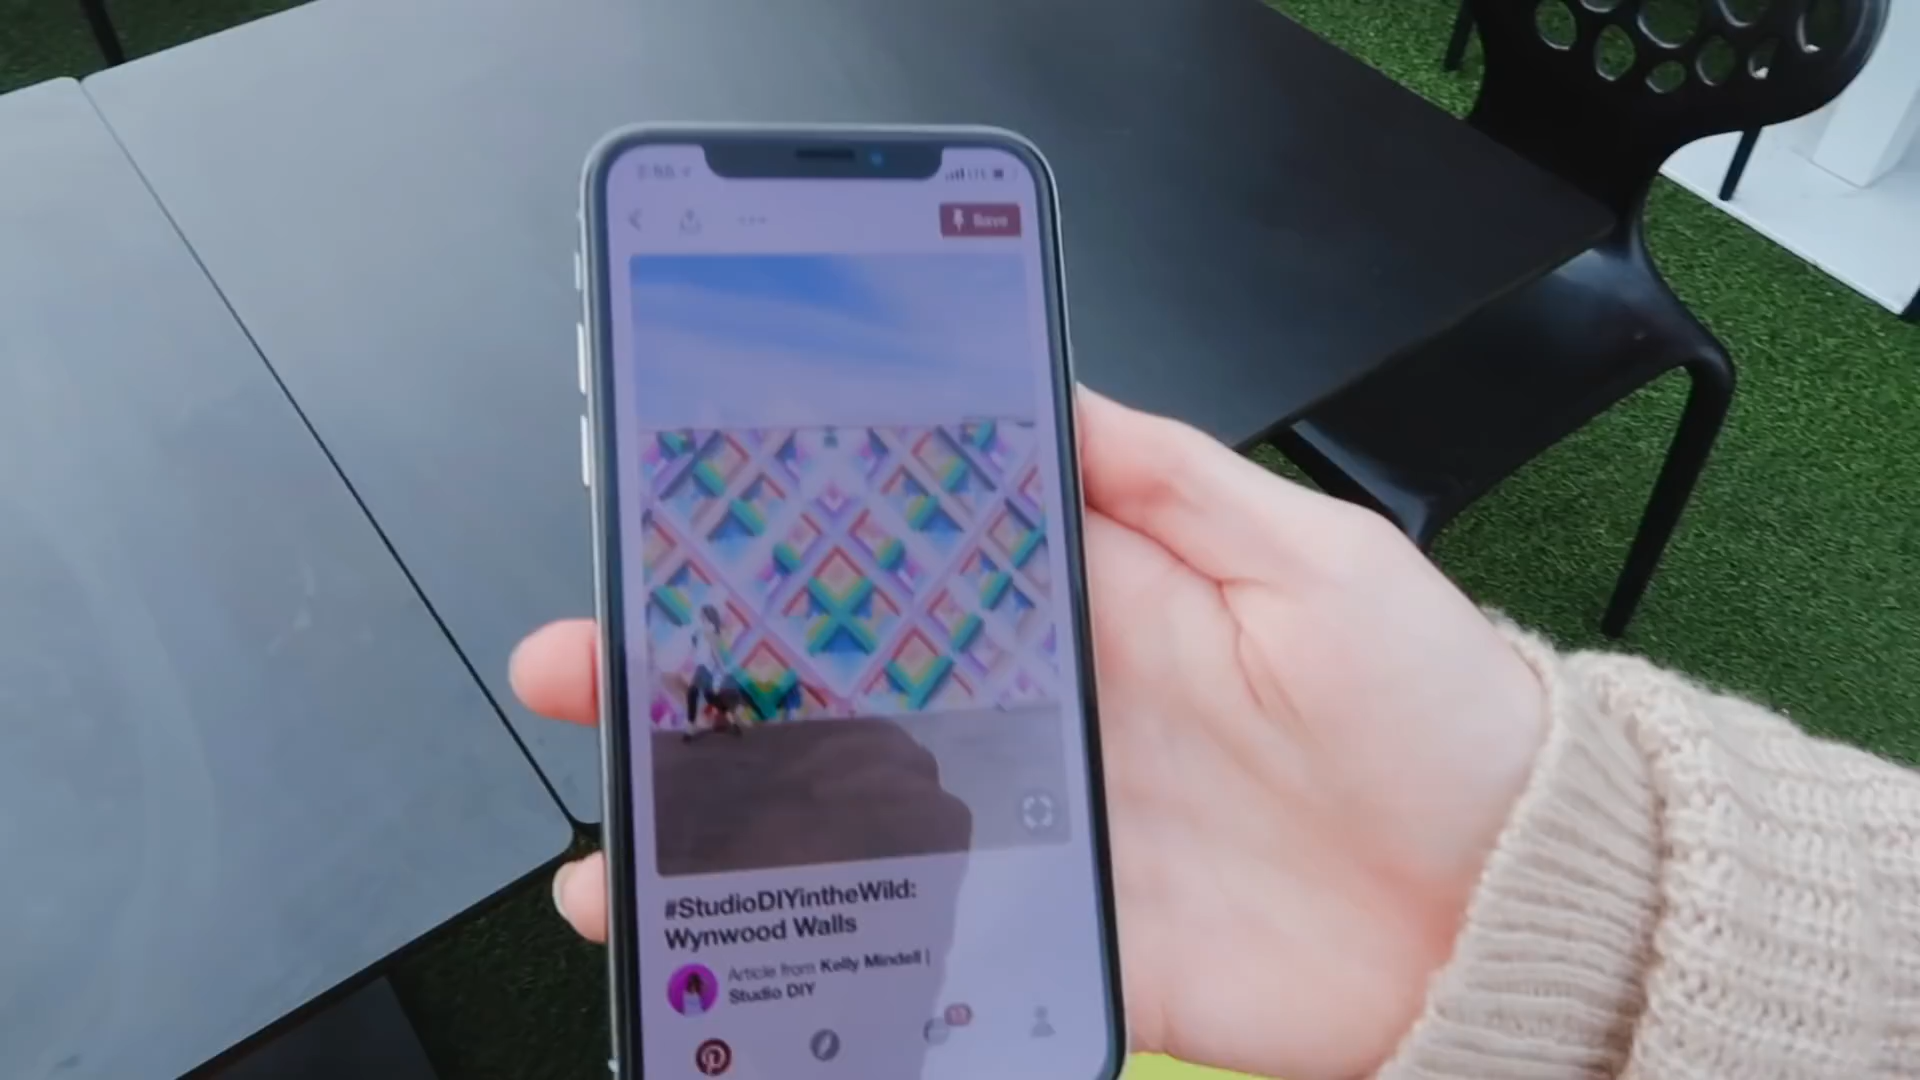 Save
#StudioDIYintheWild:
Wynwood Walls
Article from Kelly Mindell |
Studio DIY